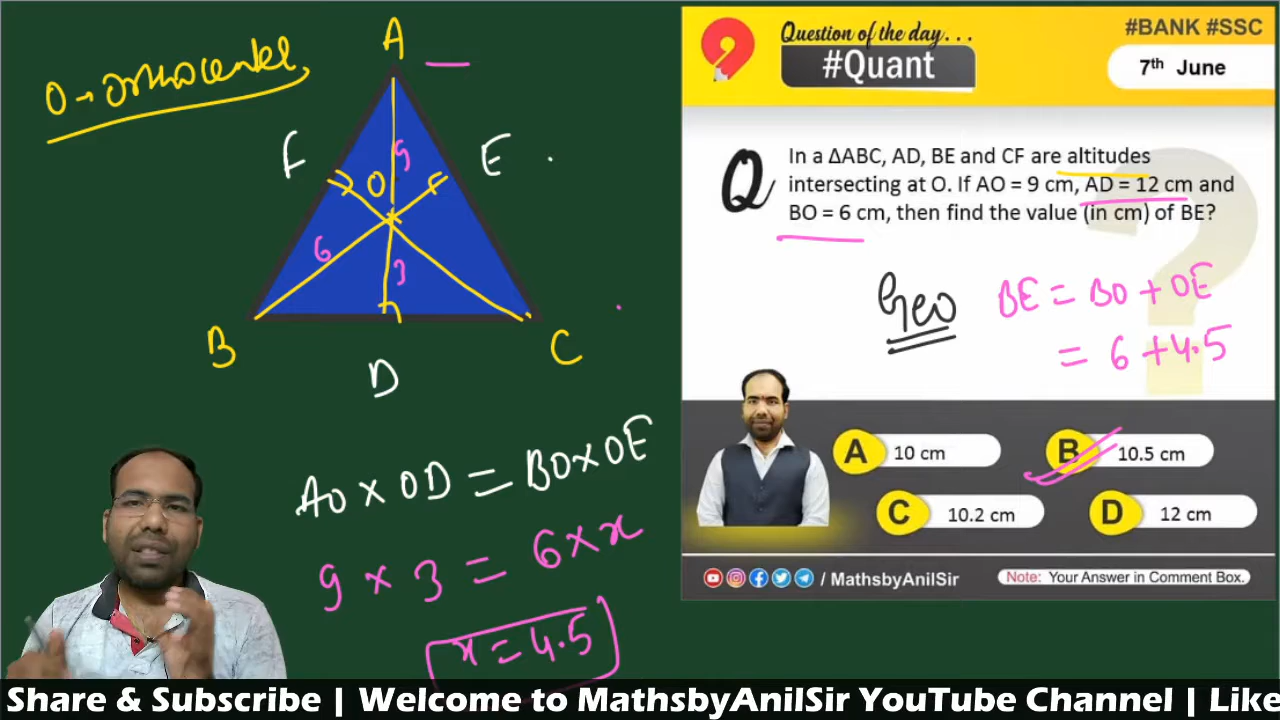 O → orthocenter
A
F
E
9
O
6
3
B
C
D
AO × OD = BO × OE
9 × 3 = 6 × x
x = 4.5
Question of the day...
#Quant
#BANK #SSC
7th June
Q
In a ΔABC, AD, BE and CF are altitudes
intersecting at O. If AO = 9 cm, AD = 12 cm and
BO = 6 cm, then find the value (in cm) of BE?
?
Geo
BE = BO + OE
= 6 + 4.5
A 10 cm
B 10.5 cm
C 10.2 cm
D 12 cm
/ MathsbyAnilSir
Note: Your Answer in Comment Box.
Share & Subscribe | Welcome to MathsbyAnilSir YouTube Channel | Like